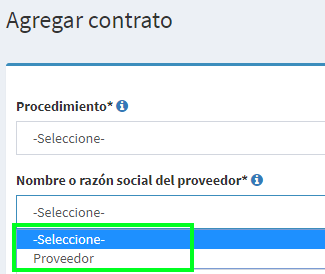 Agregar contrato
Procedimiento*
-Seleccione-
Nombre o razón social del proveedor*
-Seleccione-
-Seleccione-
Proveedor